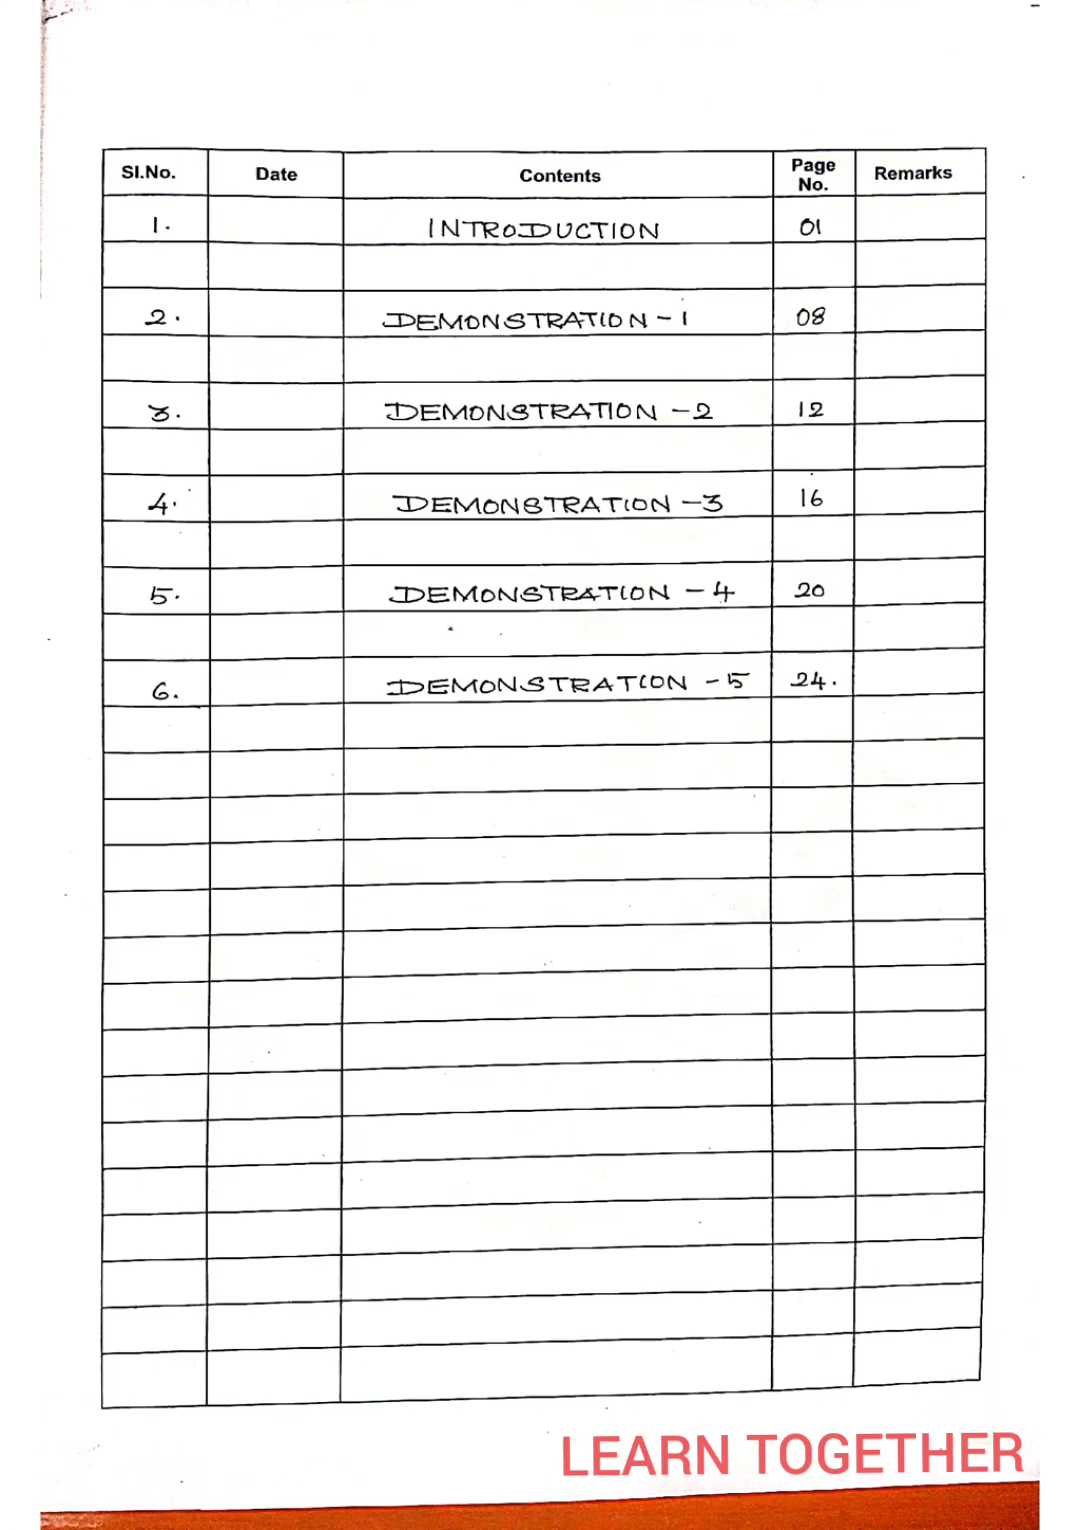 Sl.No. Date Contents Page No. Remarks
1. INTRODUCTION 01
2. DEMONSTRATION - 1 08
3. DEMONSTRATION - 2 12
4. DEMONSTRATION - 3 16
5. DEMONSTRATION - 4 20
6. DEMONSTRATION - 5 24.
LEARN TOGETHER